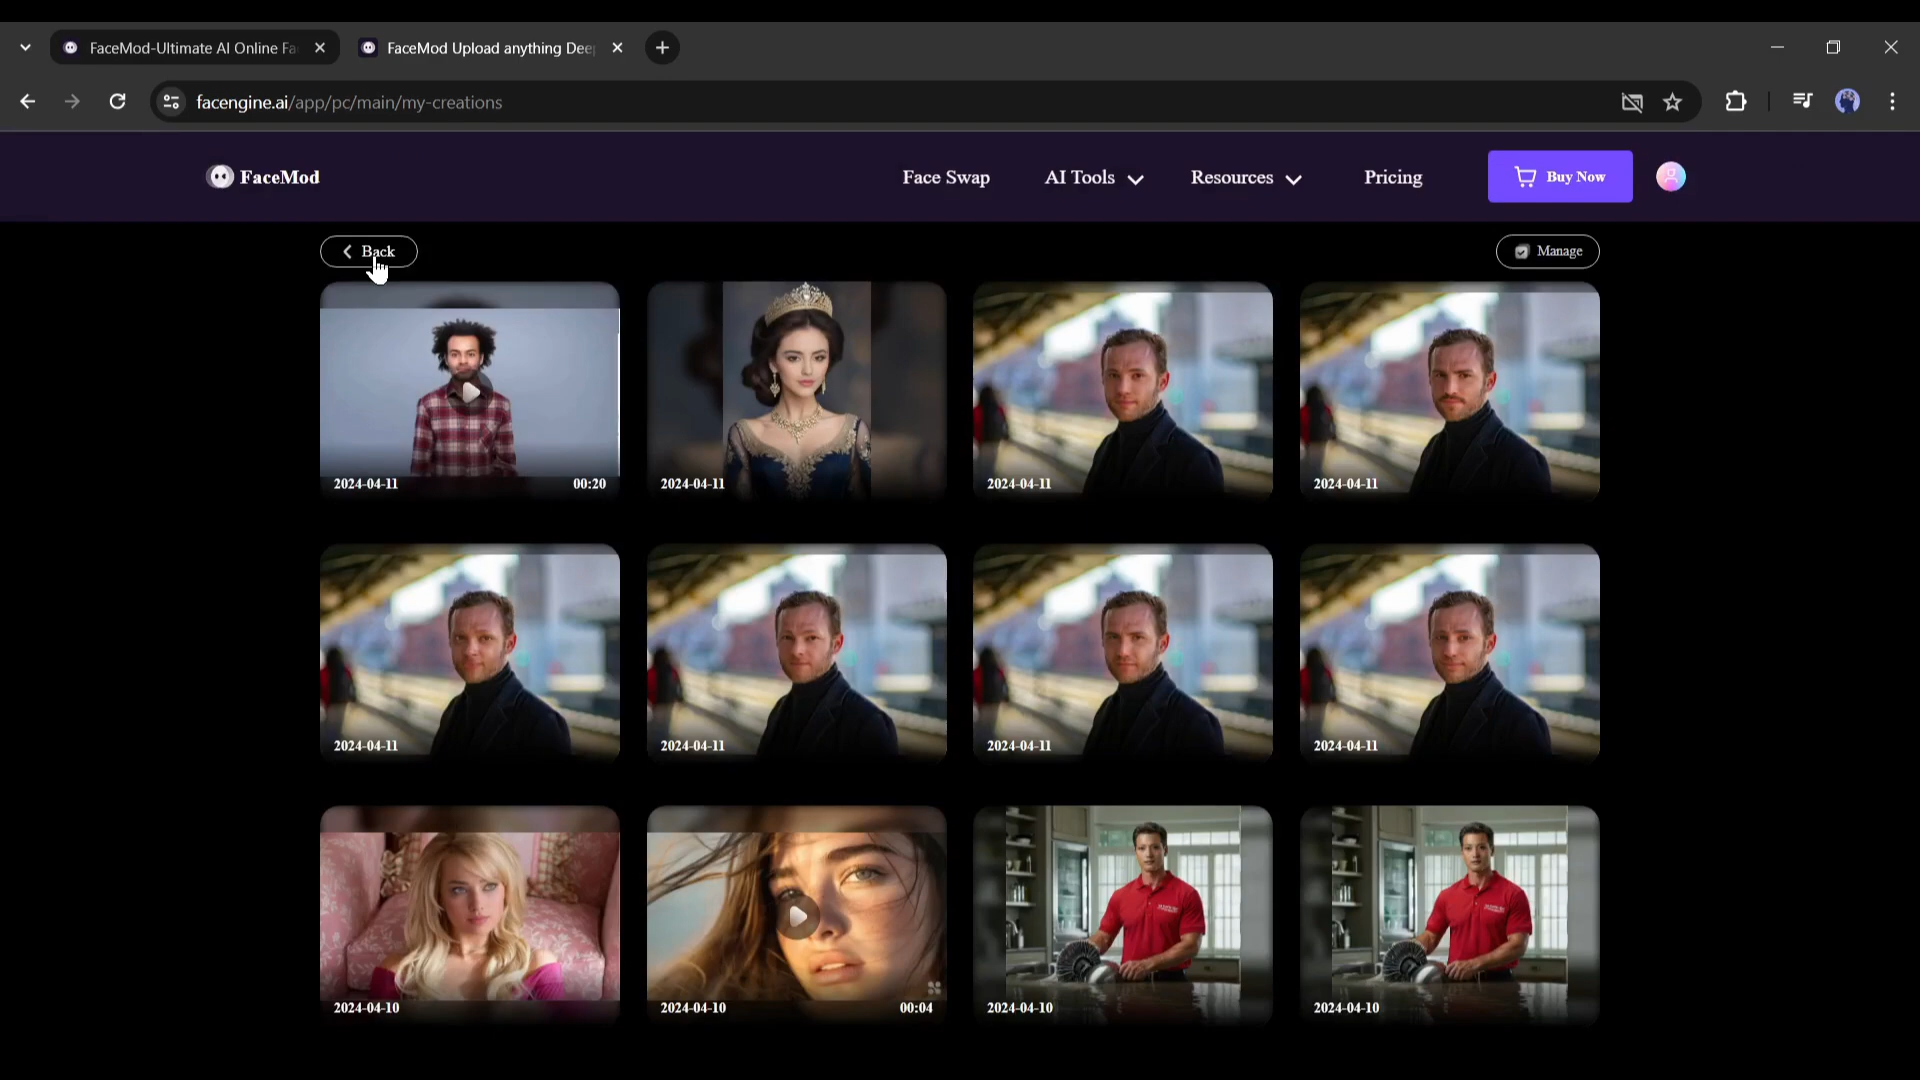 FaceMod-Ultimate AI Online Fa
FaceMod Upload anything Dee
facengine.ai/app/pc/main/my-creations
FaceMod
Face Swap
AI Tools
Resources
Pricing
Buy Now
Back
Manage
2024-04-11
00:20
2024-04-11
2024-04-11
2024-04-11
2024-04-11
2024-04-11
2024-04-11
2024-04-11
2024-04-10
2024-04-10
00:04
2024-04-10
2024-04-10